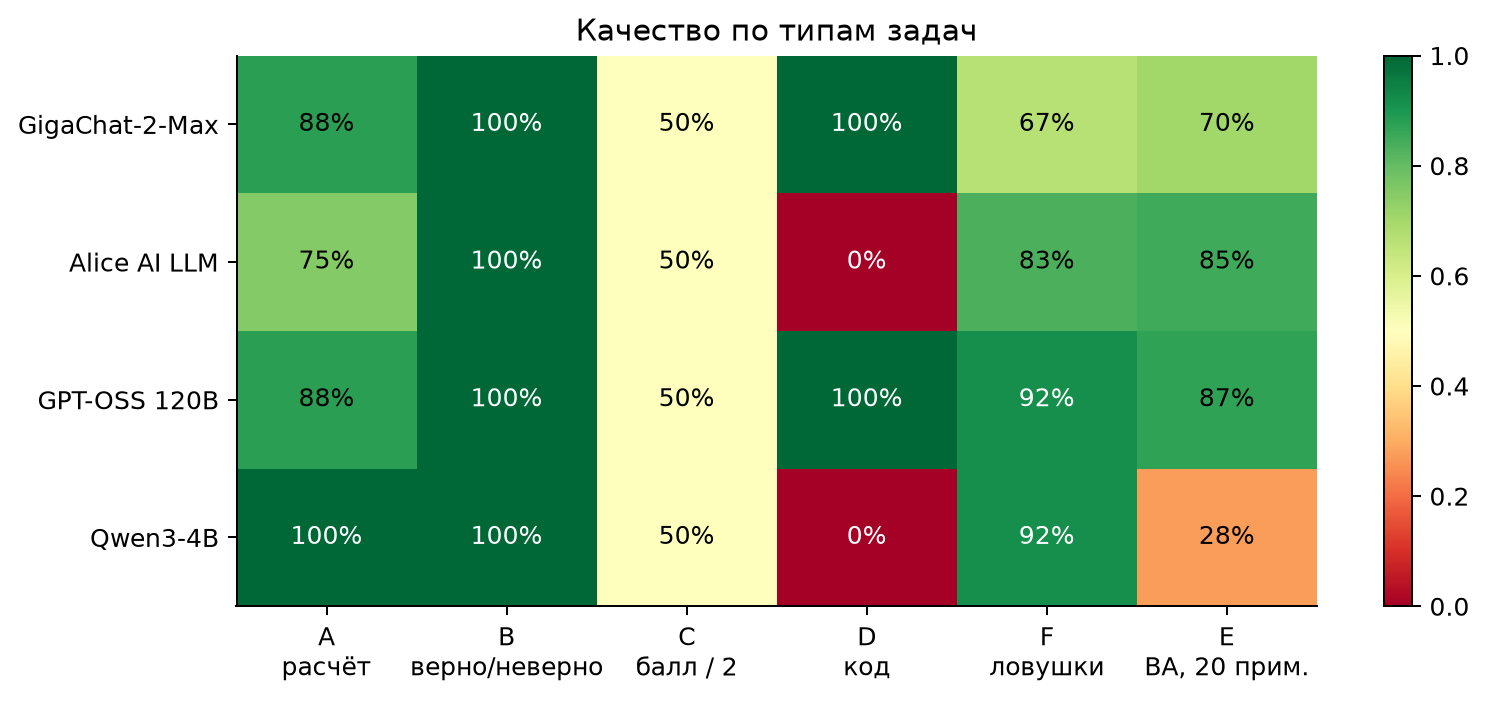 Качество по типам задач
GigaChat-2-Max 88% 100% 50% 100% 67% 70%
Alice AI LLM 75% 100% 50% 0% 83% 85%
GPT-OSS 120B 88% 100% 50% 100% 92% 87%
Qwen3-4B 100% 100% 50% 0% 92% 28%
A B C D F E
расчёт верно/неверно балл / 2 код ловушки BA, 20 прим.
1.0
0.8
0.6
0.4
0.2
0.0